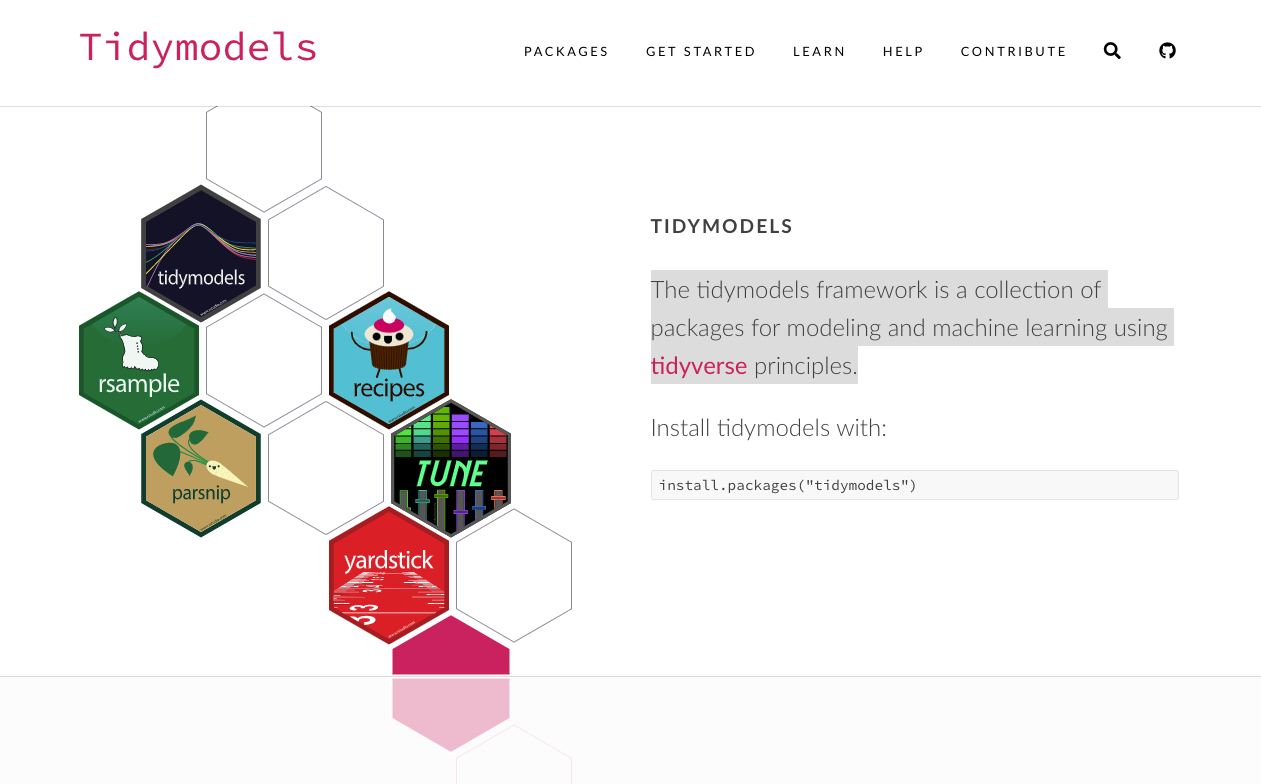 Tidymodels
PACKAGES GET STARTED LEARN HELP CONTRIBUTE
tidymodels
rsample
recipes
parsnip
TUNE
yardstick
TIDYMODELS
The tidymodels framework is a collection of
packages for modeling and machine learning using
tidyverse principles.
Install tidymodels with:
install.packages("tidymodels")